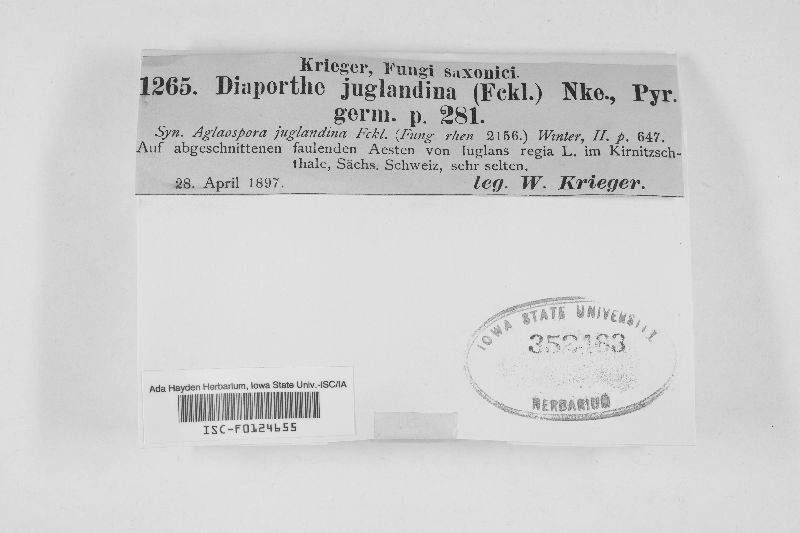 Krieger, Fungi saxonici.
1265. Diaporthe juglandina (Fckl.) Nke., Pyr.
germ. p. 281.
Syn. Aglaospora juglandina Fckl. (Fung rhen 2156.) Winter, II. p. 647.
Auf abgeschnittenen faulenden Aesten von Iuglans regia L. im Kirnitzsch-
thale, Sächs. Schweiz, sehr selten.
28. April 1897. leg. W. Krieger.
IOWA STATE UNIVERSITY
HERBARIUM
Ada Hayden Herbarium, Iowa State Univ.-ISC/IA
ISC-F0124655